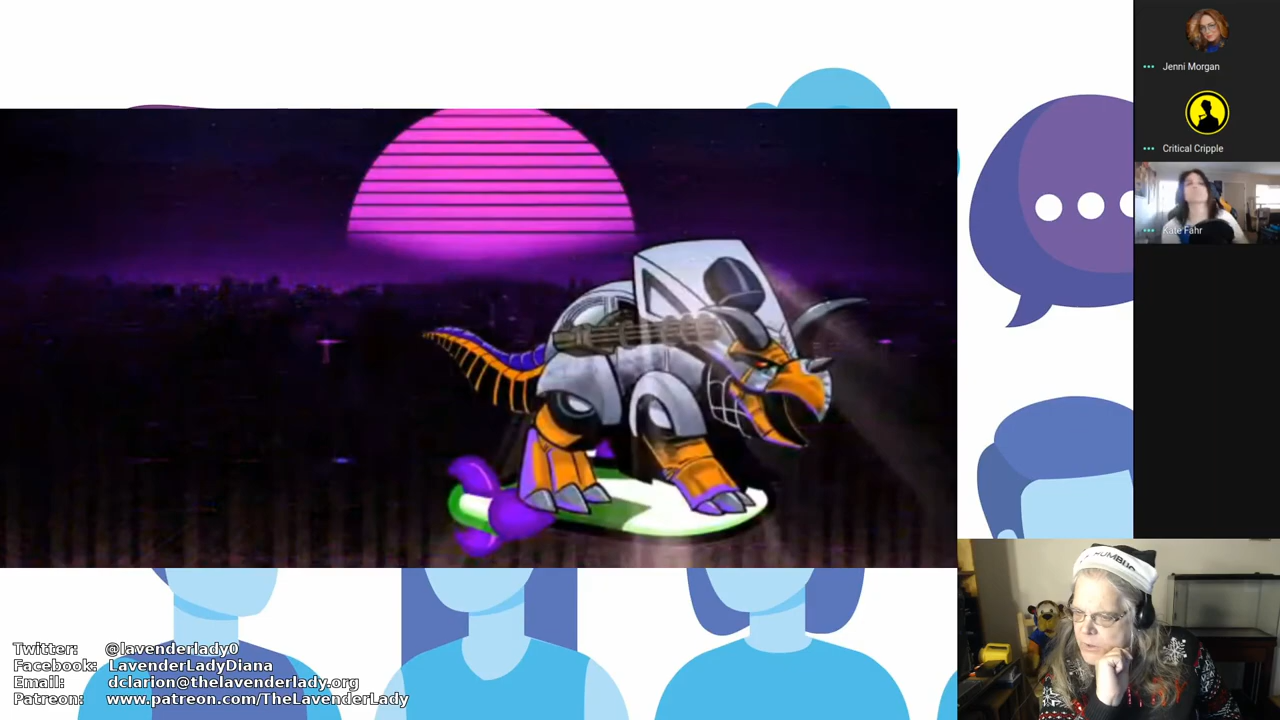 Jenni Morgan
Critical Cripple
Kate Fahr
HUMBUG
Twitter: @lavenderlady0
Facebook: LavenderLadyDiana
Email: dclarion@thelavenderlady.org
Patreon: www.patreon.com/TheLavenderLady